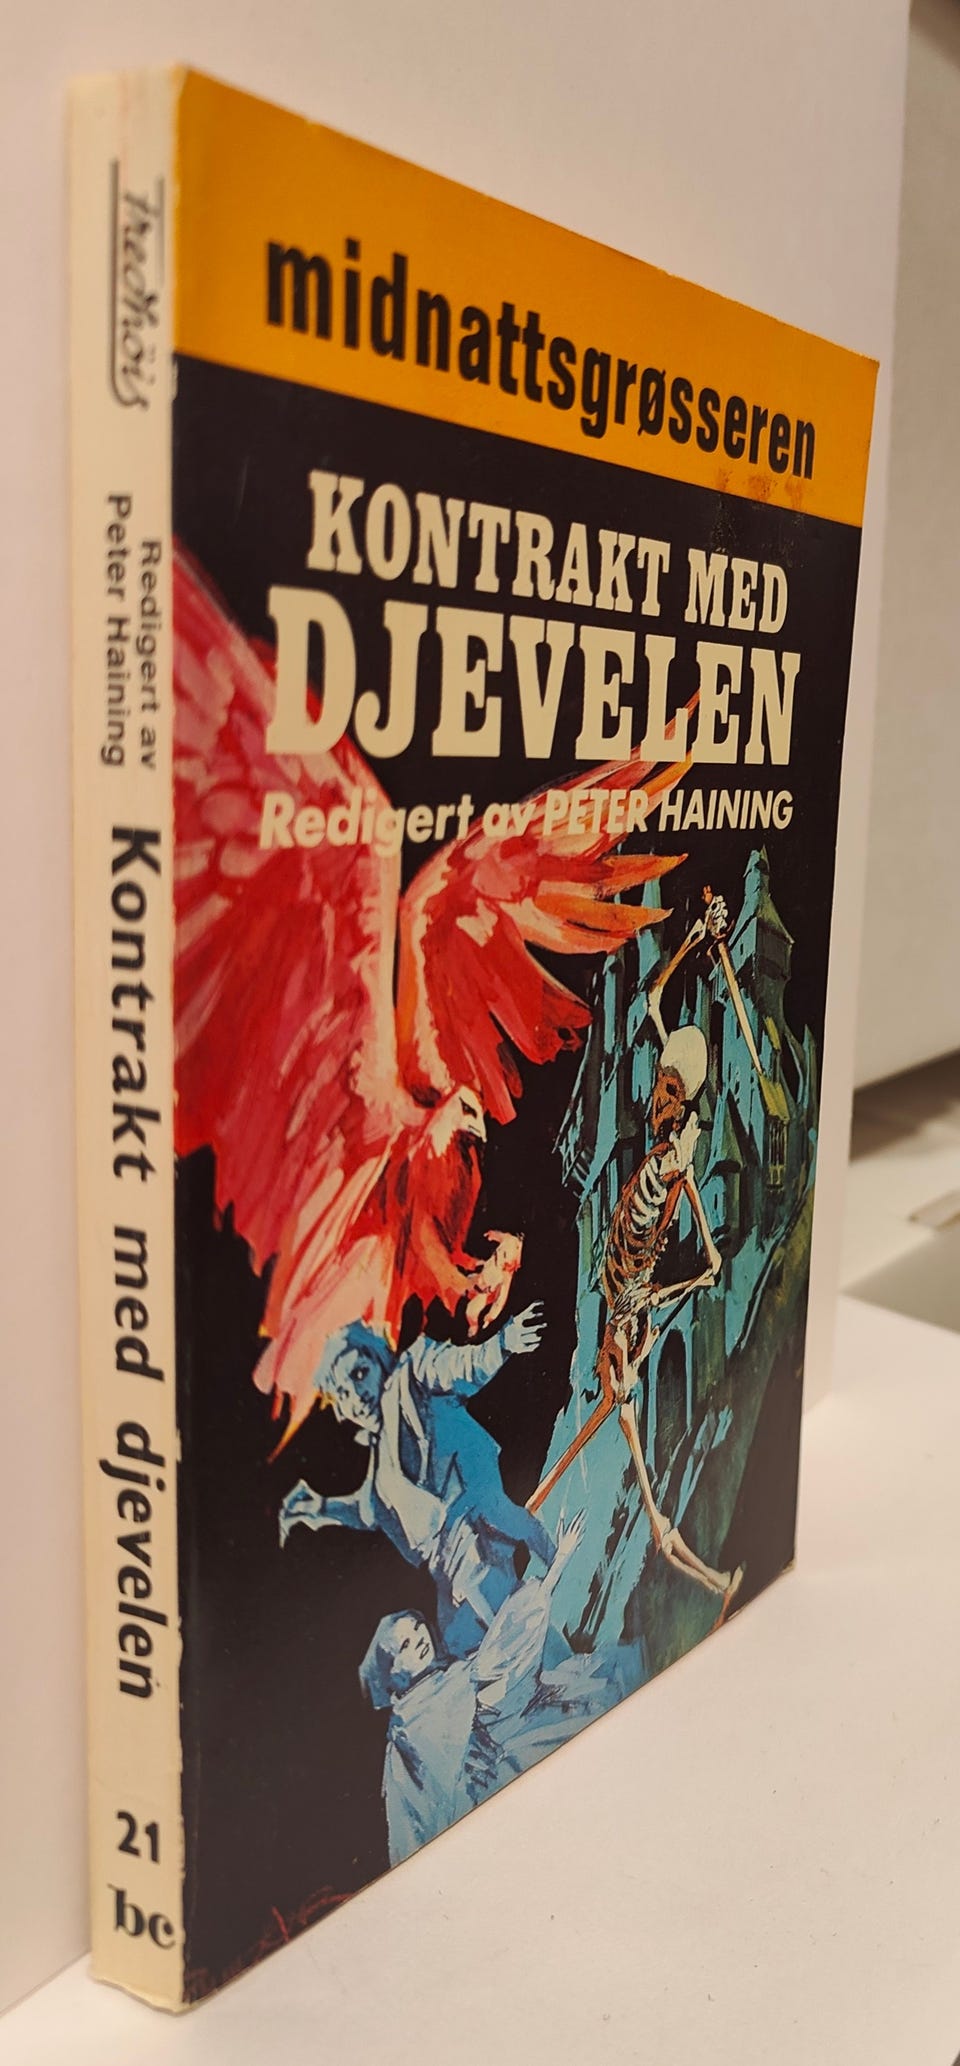 midnattsgrøsseren
KONTRAKT MED
DJEVELEN
Redigert av PETER HAINING
Fredhøis
Redigert av
Peter Haining
Kontrakt med djevelen
21
bc